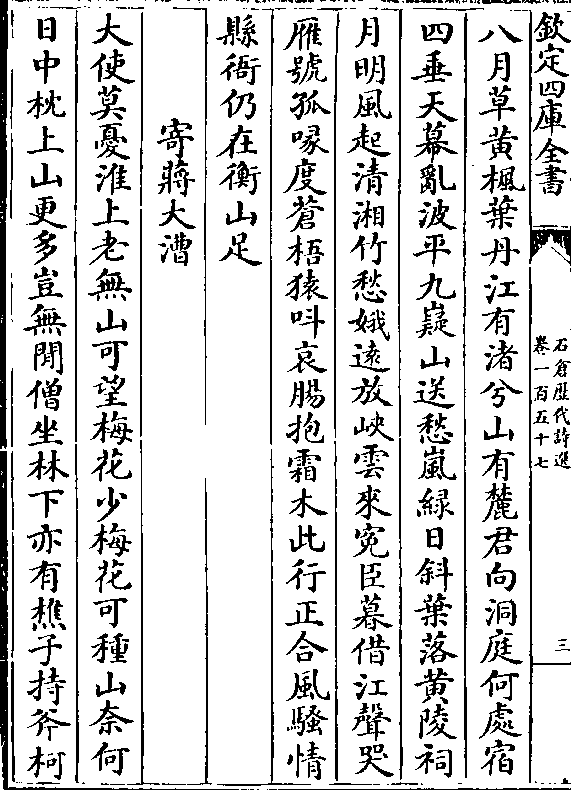 欽定四庫全書
石倉歷代詩選
卷一百五十七
三
八月草黃楓葉丹江有渚兮山有麓君向洞庭何處宿
四垂天幕亂波平九嶷山送愁嵐緑日斜葉落黃陵祠
月明風起清湘竹愁娥遠放峽雲來寃臣暮借江聲哭
雁號孤喙度蒼梧猿呌哀腸抱霜木此行正合風騷情
縣衙仍在衡山足
寄蔣大漕
大使莫憂淮上老無山可望梅花少梅花可種山奈何
日中枕上山更多豈無閒僧坐林下亦有樵子持斧柯